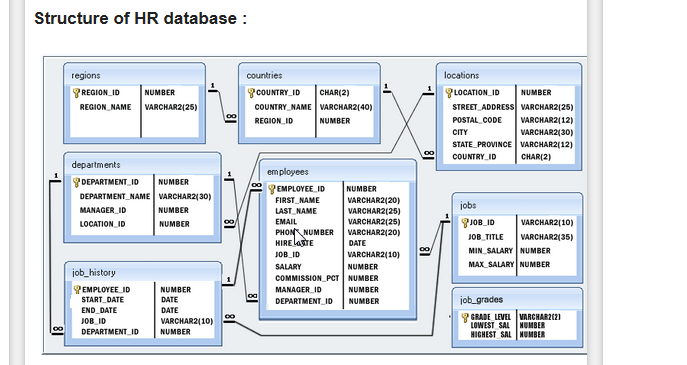 Structure of HR database :
regions
REGION_ID NUMBER
REGION_NAME VARCHAR2(25)
countries
COUNTRY_ID CHAR(2)
COUNTRY_NAME VARCHAR2(40)
REGION_ID NUMBER
locations
LOCATION_ID NUMBER
STREET_ADDRESS VARCHAR2(25)
POSTAL_CODE VARCHAR2(12)
CITY VARCHAR2(30)
STATE_PROVINCE VARCHAR2(12)
COUNTRY_ID CHAR(2)
1
∞
1
∞
1
departments
DEPARTMENT_ID NUMBER
DEPARTMENT_NAME VARCHAR2(30)
MANAGER_ID NUMBER
LOCATION_ID NUMBER
1
1
∞
employees
EMPLOYEE_ID NUMBER
FIRST_NAME VARCHAR2(20)
LAST_NAME VARCHAR2(25)
EMAIL VARCHAR2(25)
PHONE_NUMBER VARCHAR2(20)
HIRE_DATE DATE
JOB_ID VARCHAR2(10)
SALARY NUMBER
COMMISSION_PCT NUMBER
MANAGER_ID NUMBER
DEPARTMENT_ID NUMBER
∞
∞
∞
jobs
JOB_ID VARCHAR2(10)
JOB_TITLE VARCHAR2(35)
MIN_SALARY NUMBER
MAX_SALARY NUMBER
1
job_history
EMPLOYEE_ID NUMBER
START_DATE DATE
END_DATE DATE
JOB_ID VARCHAR2(10)
DEPARTMENT_ID NUMBER
1
∞
∞
job_grades
GRADE_LEVEL VARCHAR2(2)
LOWEST_SAL NUMBER
HIGHEST_SAL NUMBER